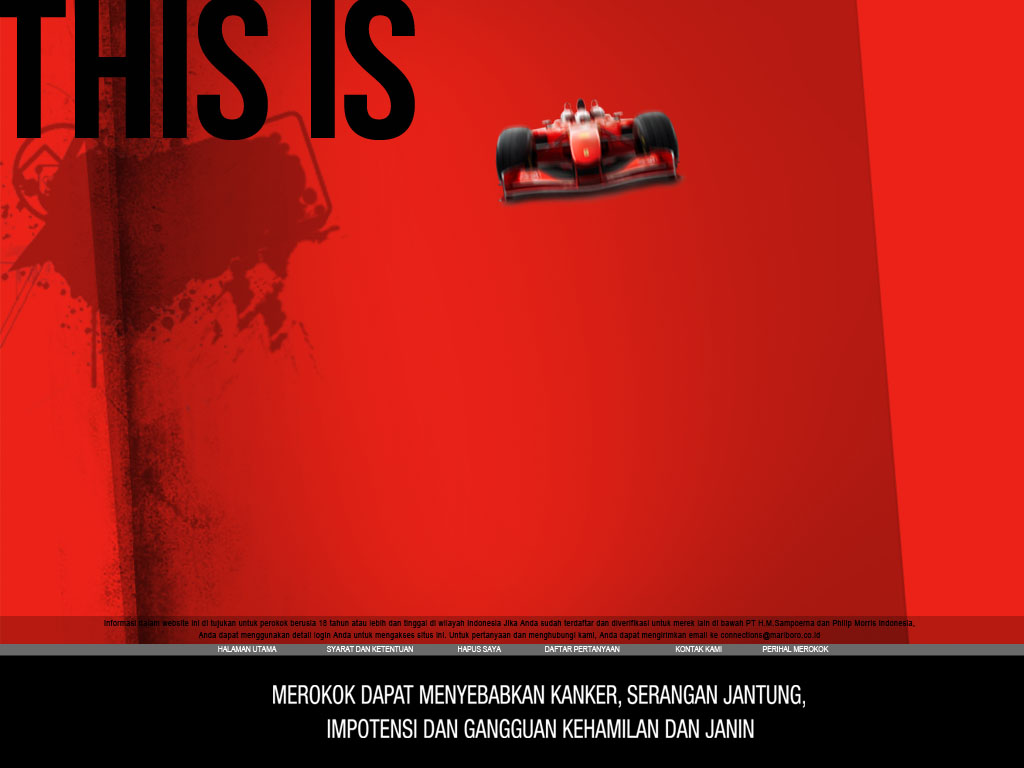 THIS IS
Informasi dalam website ini di tujukan untuk perokok berusia 18 tahun atau lebih dan tinggal di wilayah Indonesia Jika Anda sudah terdaftar dan diverifikasi untuk merek lain di bawah PT H.M.Sampoerna dan Philip Morris Indonesia,
Anda dapat menggunakan detail login Anda untuk mengakses situs ini. Untuk pertanyaan dan menghubungi kami, Anda dapat mengirimkan email ke connections@marlboro.co.id
HALAMAN UTAMA SYARAT DAN KETENTUAN HAPUS SAYA DAFTAR PERTANYAAN KONTAK KAMI PERIHAL MEROKOK
MEROKOK DAPAT MENYEBABKAN KANKER, SERANGAN JANTUNG,
IMPOTENSI DAN GANGGUAN KEHAMILAN DAN JANIN